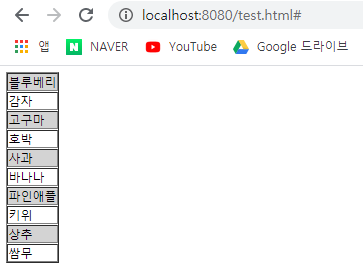 localhost:8080/test.html#
앱 NAVER YouTube Google 드라이브
블루베리
감자
고구마
호박
사과
바나나
파인애플
키위
상추
쌈무